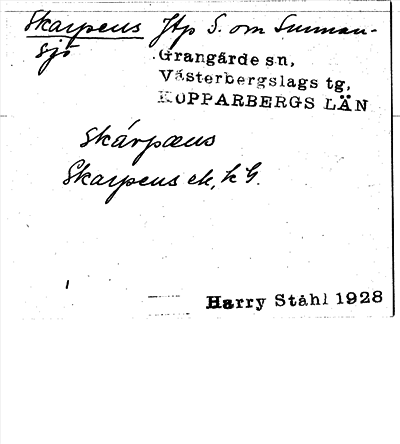 Skarpeus ftp S. om Sunnan-
sjö
Grangärde sn,
Västerbergslags tg,
KOPPARBERGS LÄN
skárpæus
Skarpeus ek, k G.
Harry Ståhl 1928